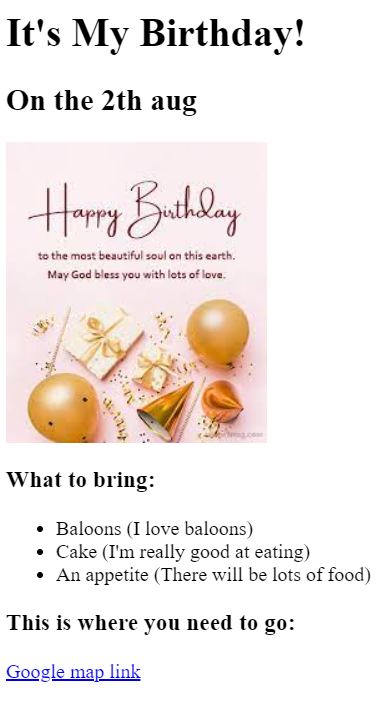 It's My Birthday!
On the 2th aug
Happy Birthday
to the most beautiful soul on this earth.
May God bless you with lots of love.
What to bring:
Baloons (I love baloons)
Cake (I'm really good at eating)
An appetite (There will be lots of food)
This is where you need to go:
Google map link